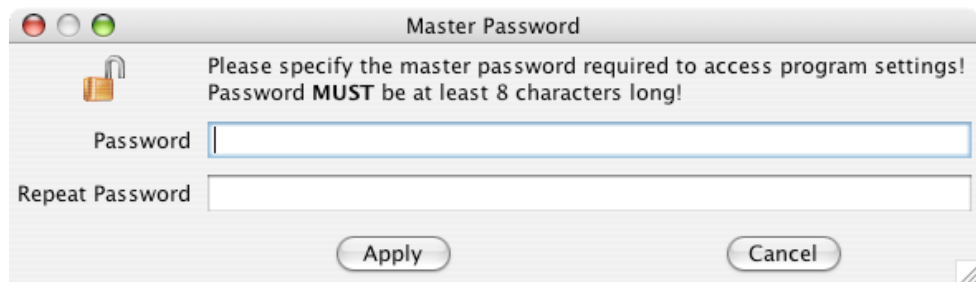 Master Password
Please specify the master password required to access program settings!
Password MUST be at least 8 characters long!
Password
Repeat Password
Apply Cancel